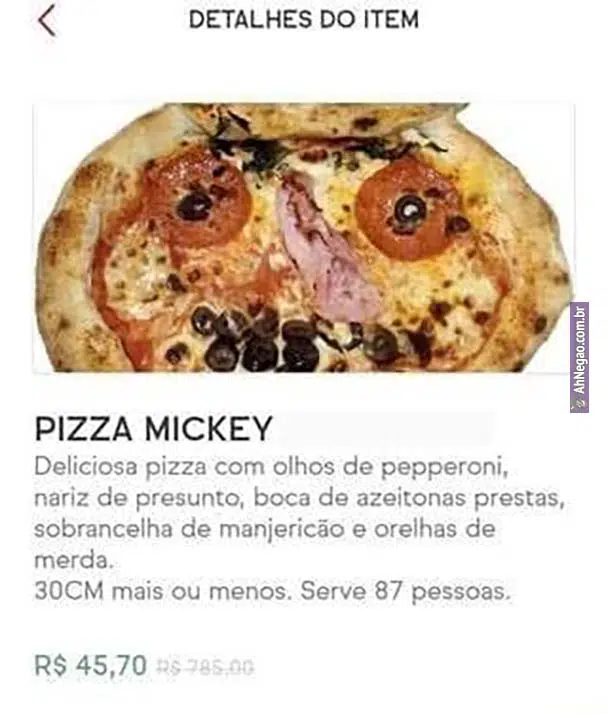 DETALHES DO ITEM
AhNegao.com.br
PIZZA MICKEY
Deliciosa pizza com olhos de pepperoni,
nariz de presunto, boca de azeitonas prestas,
sobrancelha de manjericão e orelhas de
merda.
30CM mais ou menos. Serve 87 pessoas.
R$ 45,70 R$ 785,00